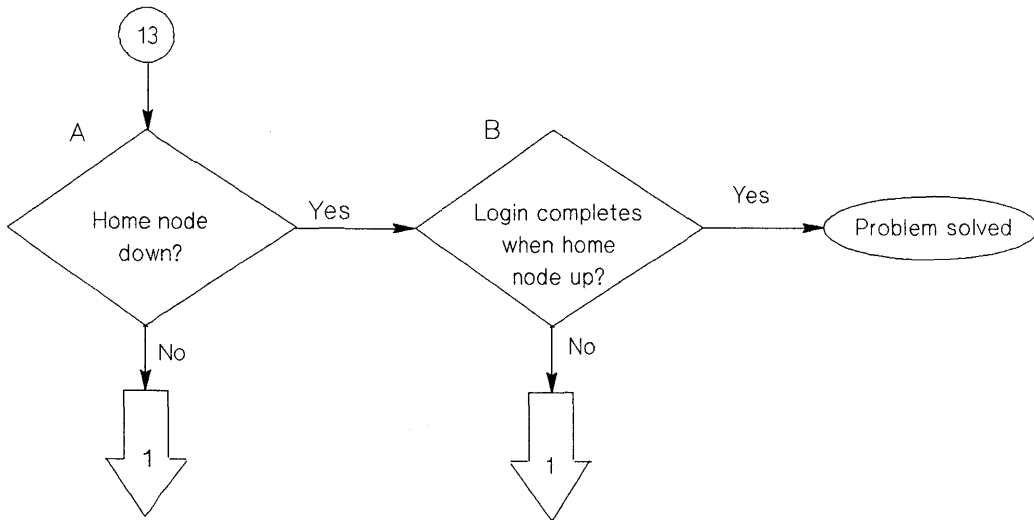 13
A
Home node
down?
Yes
B
Login completes
when home
node up?
Yes
Problem solved
No
1
No
1